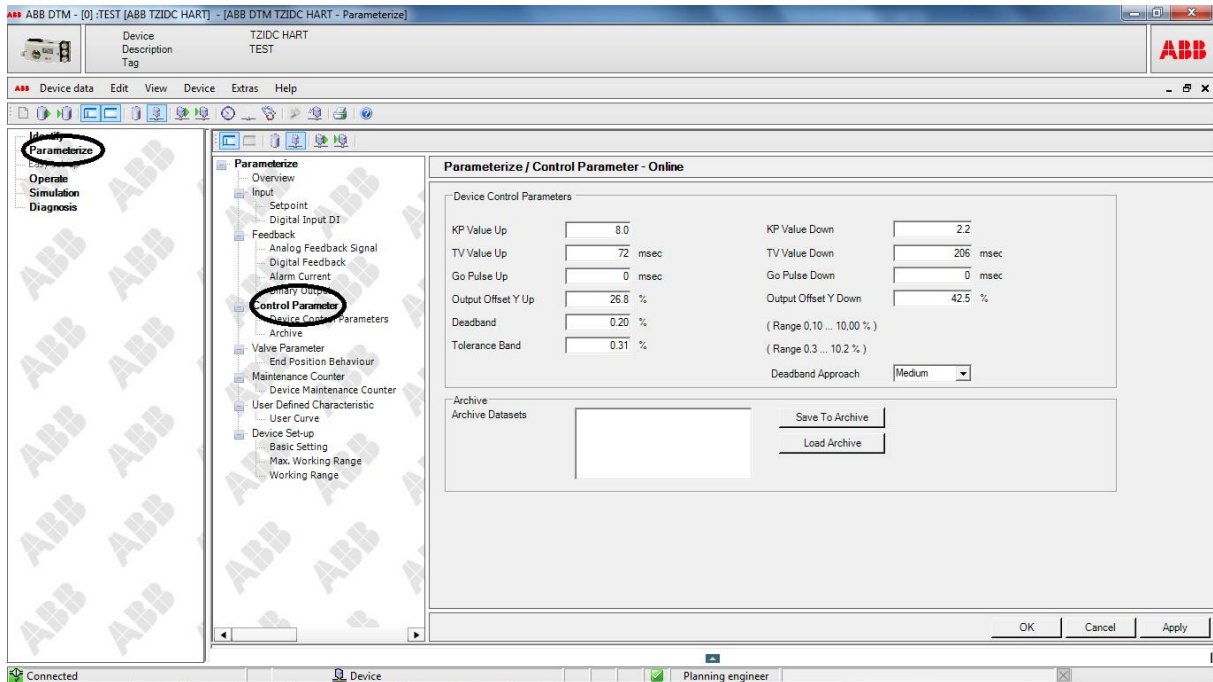 ABB ABB DTM - [0] :TEST [ABB TZIDC HART] - [ABB DTM TZIDC HART - Parameterize]
Device TZIDC HART
Description TEST
Tag
ABB
ABB Device data Edit View Device Extras Help
Identify
Parameterize
Operate
Simulation
Diagnosis
Parameterize
Overview
Input
Setpoint
Digital Input DI
Feedback
Analog Feedback Signal
Digital Feedback
Alarm Current
Binary Output
Control Parameter
Device Control Parameters
Archive
Valve Parameter
End Position Behaviour
Maintenance Counter
Device Maintenance Counter
User Defined Characteristic
User Curve
Device Set-up
Basic Setting
Max. Working Range
Working Range
Parameterize / Control Parameter - Online
Device Control Parameters
KP Value Up 8.0 KP Value Down 2.2
TV Value Up 72 msec TV Value Down 206 msec
Go Pulse Up 0 msec Go Pulse Down 0 msec
Output Offset Y Up 26.8 % Output Offset Y Down 42.5 %
Deadband 0.20 % ( Range 0,10 ... 10,00 % )
Tolerance Band 0.31 % ( Range 0.3 ... 10.2 % )
Deadband Approach Medium
Archive
Archive Datasets
Save To Archive
Load Archive
OK Cancel Apply
Connected Device Planning engineer